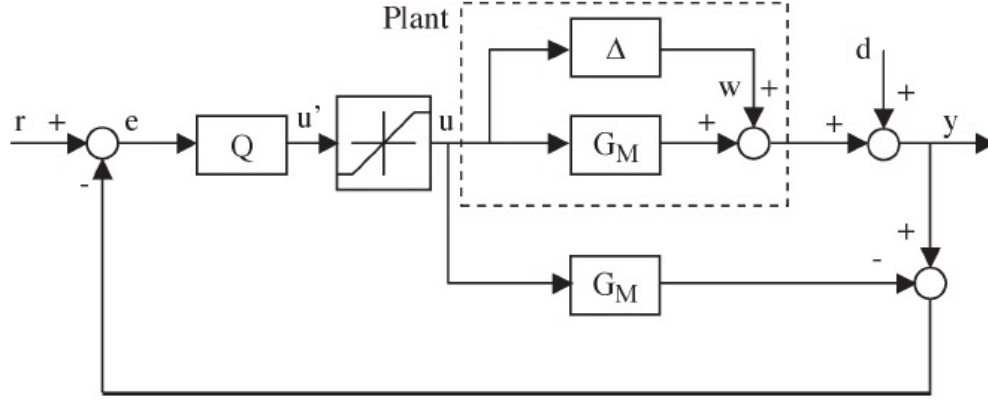 Plant
Δ
d
w +
+
r + e u' u + + y
Q G_M
-
+
-
G_M